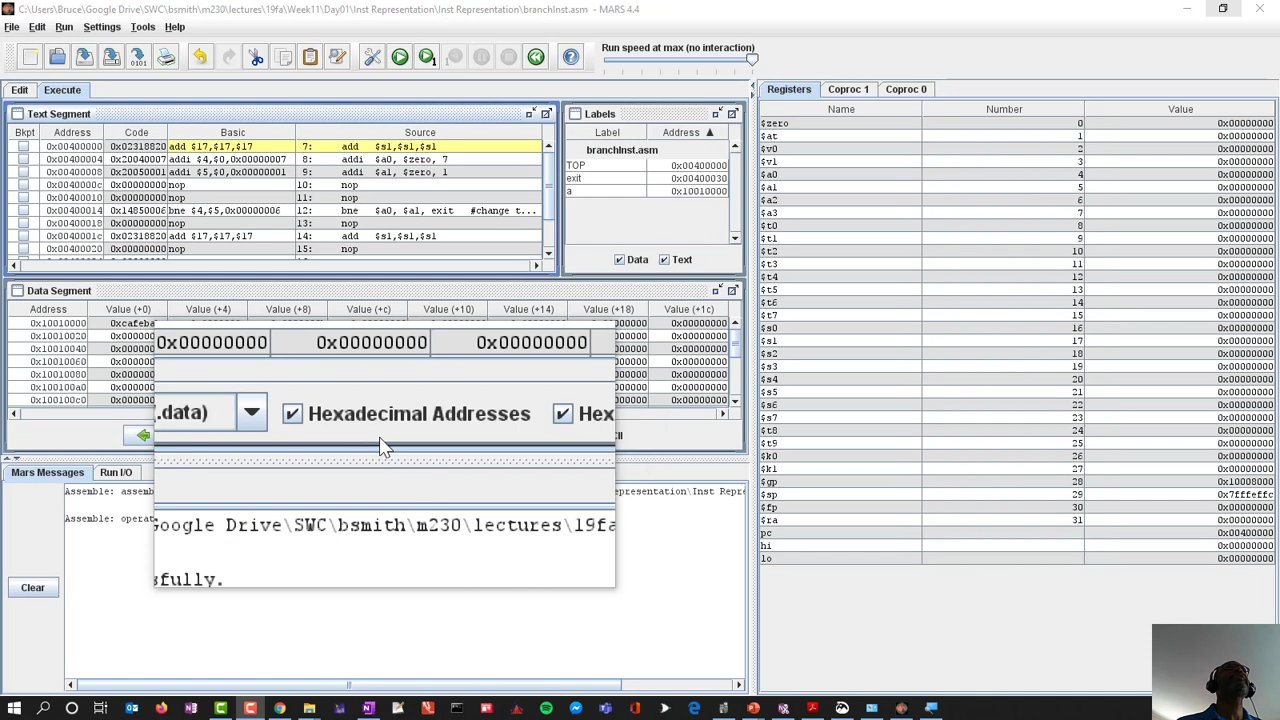 C:\Users\Bruce\Google Drive\SWC\bsmith\m230\lectures\19fa\Week11\Day01\Inst Representation\Inst Representation\branchInst.asm - MARS 4.4
File Edit Run Settings Tools Help
Run speed at max (no interaction)
Edit Execute
Text Segment
Bkpt Address Code Basic Source
0x00400000 0x02318820 add $17,$17,$17 7: add $s1,$s1,$s1
0x00400004 0x20040007 addi $4,$0,0x00000007 8: addi $a0, $zero, 7
0x00400008 0x20050001 addi $5,$0,0x00000001 9: addi $a1, $zero, 1
0x0040000c 0x00000000 nop 10: nop
0x00400010 0x00000000 nop 11: nop
0x00400014 0x14850006 bne $4,$5,0x00000006 12: bne $a0, $a1, exit #change t...
0x00400018 0x00000000 nop 13: nop
0x0040001c 0x02318820 add $17,$17,$17 14: add $s1,$s1,$s1
0x00400020 0x00000000 nop 15: nop
Labels
Label Address ▲
branchInst.asm
TOP 0x00400000
exit 0x00400030
a 0x10010000
Data Text
Data Segment
Address Value (+0) Value (+4) Value (+8) Value (+c) Value (+10) Value (+14) Value (+18) Value (+1c)
0x10010000 0xcafeba 0x00000000
0x10010020 0x000000 0x00000000
0x10010040 0x000000 0x00000000
0x10010060 0x000000 0x00000000
0x10010080 0x000000 0x00000000
0x100100a0 0x000000 0x00000000
0x100100c0 0x000000 0x00000000
0x00000000 0x00000000 0x00000000
(.data) Hexadecimal Addresses Hex
Google Drive\SWC\bsmith\m230\lectures\19fa
sfully.
Mars Messages Run I/O
Assemble: assemb presentation\Inst Repre
Assemble: operat
Clear
Registers Coproc 1 Coproc 0
Name Number Value
$zero 0 0x00000000
$at 1 0x00000000
$v0 2 0x00000000
$v1 3 0x00000000
$a0 4 0x00000000
$a1 5 0x00000000
$a2 6 0x00000000
$a3 7 0x00000000
$t0 8 0x00000000
$t1 9 0x00000000
$t2 10 0x00000000
$t3 11 0x00000000
$t4 12 0x00000000
$t5 13 0x00000000
$t6 14 0x00000000
$t7 15 0x00000000
$s0 16 0x00000000
$s1 17 0x00000000
$s2 18 0x00000000
$s3 19 0x00000000
$s4 20 0x00000000
$s5 21 0x00000000
$s6 22 0x00000000
$s7 23 0x00000000
$t8 24 0x00000000
$t9 25 0x00000000
$k0 26 0x00000000
$k1 27 0x00000000
$gp 28 0x10008000
$sp 29 0x7fffeffc
$fp 30 0x00000000
$ra 31 0x00000000
pc 0x00400000
hi 0x00000000
lo 0x00000000